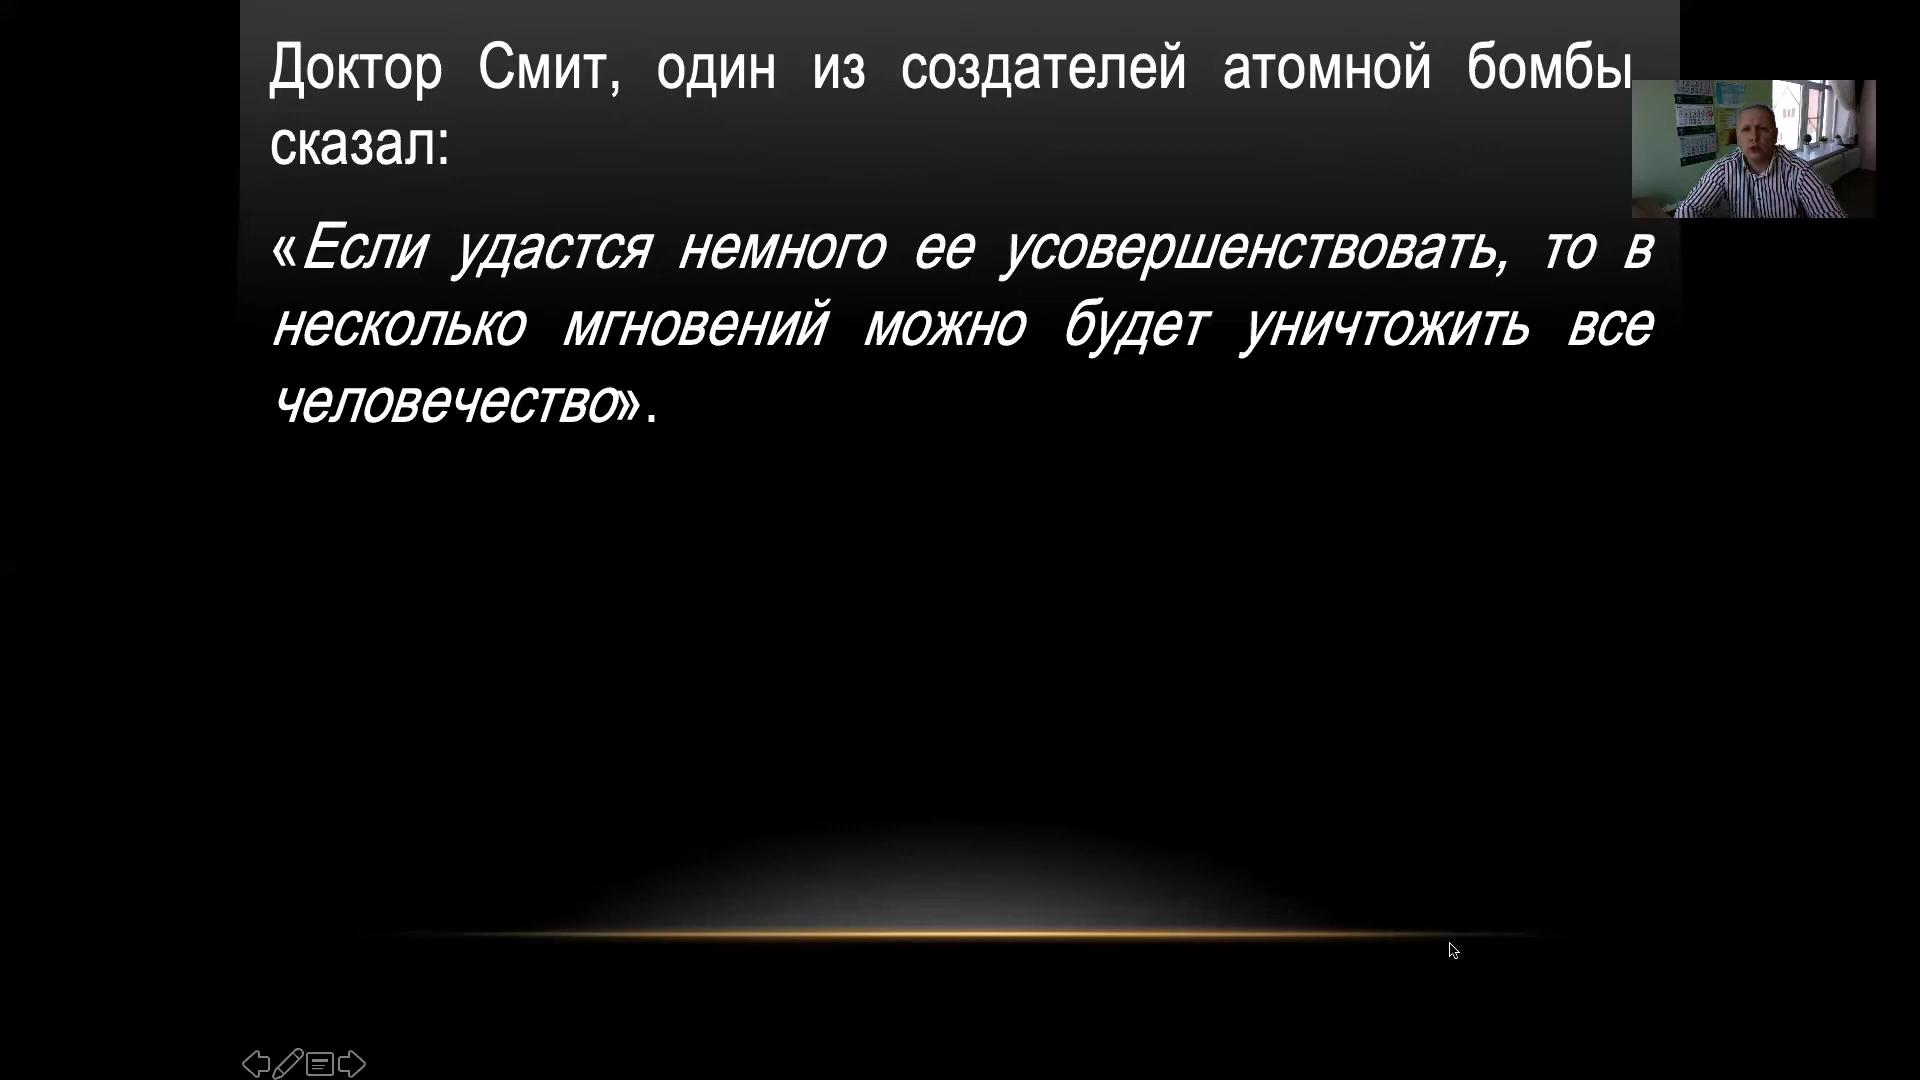 Доктор Смит, один из создателей атомной бомбы
сказал:
«Если удастся немного ее усовершенствовать, то в
несколько мгновений можно будет уничтожить все
человечество».